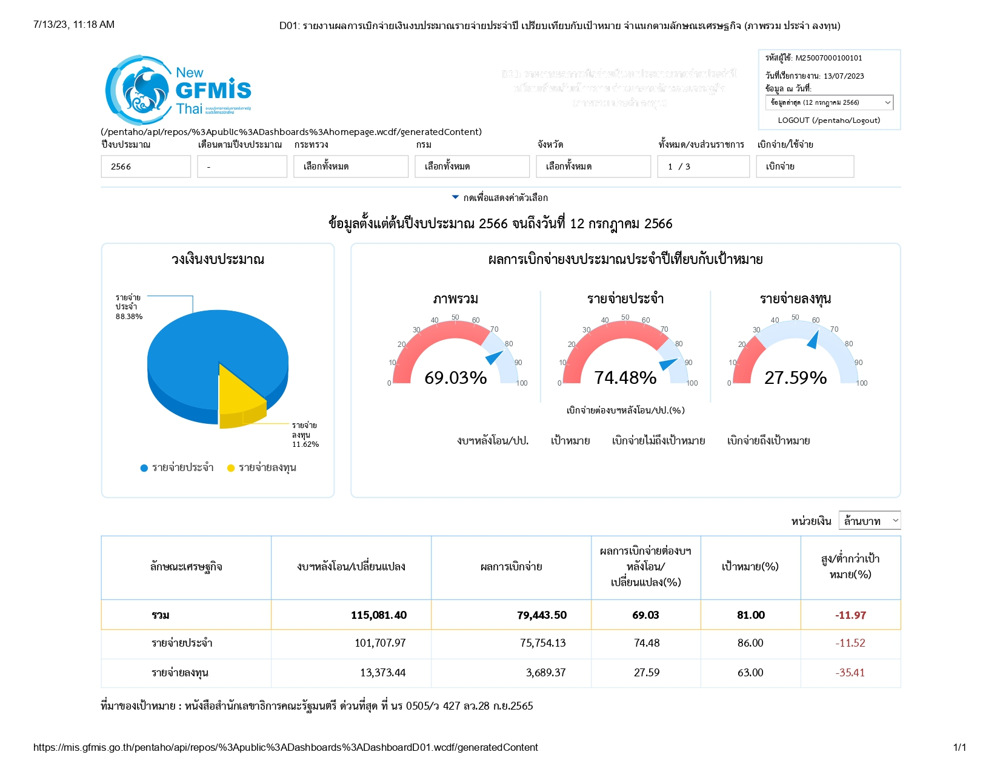 7/13/23, 11:18 AM
D01: รายงานผลการเบิกจ่ายเงินงบประมาณรายจ่ายประจำปี เปรียบเทียบกับเป้าหมาย จำแนกตามลักษณะเศรษฐกิจ (ภาพรวม ประจำ ลงทุน)
New
GFMIS
Thai
D01: รายงานผลการเบิกจ่ายเงินงบประมาณรายจ่ายประจำปี
เปรียบเทียบกับเป้าหมาย จำแนกตามลักษณะเศรษฐกิจ
(ภาพรวม ประจำ ลงทุน)
รหัสผู้ใช้: M25007000100101
วันที่เรียกรายงาน: 13/07/2023
ข้อมูล ณ วันที่:
ข้อมูลล่าสุด (12 กรกฎาคม 2566)
LOGOUT (/pentaho/Logout)
(/pentaho/api/repos/%3Apublic%3ADashboards%3Ahomepage.wcdf/generatedContent)
ปีงบประมาณ เดือนตามปีงบประมาณ กระทรวง กรม จังหวัด ทั้งหมด/งบส่วนราชการ เบิกจ่าย/ใช้จ่าย
2566 - เลือกทั้งหมด เลือกทั้งหมด เลือกทั้งหมด 1 / 3 เบิกจ่าย
กดเพื่อแสดงค่าตัวเลือก
ข้อมูลตั้งแต่ต้นปีงบประมาณ 2566 จนถึงวันที่ 12 กรกฎาคม 2566
วงเงินงบประมาณ
รายจ่าย
ประจำ
88.38%
รายจ่าย
ลงทุน
11.62%
รายจ่ายประจำ รายจ่ายลงทุน
ผลการเบิกจ่ายงบประมาณประจำปีเทียบกับเป้าหมาย
ภาพรวม
0 10 20 30 40 50 60 70 80 90 100
69.03%
รายจ่ายประจำ
0 10 20 30 40 50 60 70 80 90 100
74.48%
รายจ่ายลงทุน
0 10 20 30 40 50 60 70 80 90 100
27.59%
เบิกจ่ายต่องบฯหลังโอน/ปป.(%)
งบฯหลังโอน/ปป. เป้าหมาย เบิกจ่ายไม่ถึงเป้าหมาย เบิกจ่ายถึงเป้าหมาย
หน่วยเงิน ล้านบาท
ลักษณะเศรษฐกิจ งบฯหลังโอน/เปลี่ยนแปลง ผลการเบิกจ่าย ผลการเบิกจ่ายต่องบฯ
หลังโอน/
เปลี่ยนแปลง(%) เป้าหมาย(%) สูง/ต่ำกว่าเป้า
หมาย(%)
รวม 115,081.40 79,443.50 69.03 81.00 -11.97
รายจ่ายประจำ 101,707.97 75,754.13 74.48 86.00 -11.52
รายจ่ายลงทุน 13,373.44 3,689.37 27.59 63.00 -35.41
ที่มาของเป้าหมาย : หนังสือสำนักเลขาธิการคณะรัฐมนตรี ด่วนที่สุด ที่ นร 0505/ว 427 ลว.28 ก.ย.2565
https://mis.gfmis.go.th/pentaho/api/repos/%3Apublic%3ADashboards%3ADashboardD01.wcdf/generatedContent
1/1